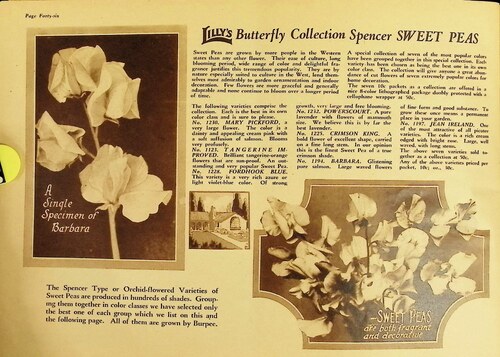 Page Forty-six
LILLY'S Butterfly Collection Spencer SWEET PEAS
Sweet Peas are grown by more people in the Western
states than any other flower. Their ease of culture, long
blooming period, wide range of color and delightful fra-
grance justifies this tremendous popularity. They are by
nature especially suited to culture in the West, lend them-
selves most admirably to garden ornamentation and indoor
decoration. Few flowers are more graceful and generally
adaptable and none continue to bloom over a longer period
of time.
A special collection of seven of the most popular colors
have been grouped together in this special collection. Each
variety has been chosen as being the best one in its own
color class. The collection will give anyone a great abun-
dance of cut flowers of seven extremely popular colors for
home decoration.
The seven 10c packets as a collection are offered in a
nice 8-color lithographed packet, doubly protected with a
cellophane wrapper at 50c.
The following varieties comprise the
collection. Each is the best in its own
color class and is sure to please.
No. 1230. MARY PICKFORD. A
very large flower. The color is a
dainty and appealing cream pink with
a soft suffusion of salmon. Blooms
very profusely.
No. 1225. TANGERINE IM-
PROVED. Brilliant tangerine-orange
flowers that are sun-proof. An out-
standing and very popular Sweet Pea.
No. 1228. FORDHOOK BLUE.
This variety is a very rich azure or
light violet-blue color. Of strong
growth, very large and free blooming.
No. 1212. POWERSCOURT. A pure
lavender with flowers of mammoth
size. We believe this is by far the
best lavender.
No. 1223. CRIMSON KING. A
bold flower of excellent shape, carried
on a fine long stem. In our opinion
this is the finest Sweet Pea of a true
crimson shade.
No. 1194. BARBARA. Glistening
pure salmon. Large waved flowers
of fine form and good substance. To
grow these once means a permanent
place in your garden.
No. 1197. JEAN IRELAND. One
of the most attractive of all picotee
varieties. The color is a rich cream
edged with bright rose. Large, well
waved, with long stems.
The above seven varieties sold to-
gether as a collection at 50c.
Any of the above varieties priced per
packet, 10c; oz., 50c.
A
Single
Specimen of
Barbara
The Spencer Type or Orchid-flowered Varieties of
Sweet Peas are produced in hundreds of shades. Group-
ing them together in color classes we have selected only
the best one of each group which we list on this and
the following page. All of them are grown by Burpee.
—SWEET PEAS
are both fragrant
and decorative